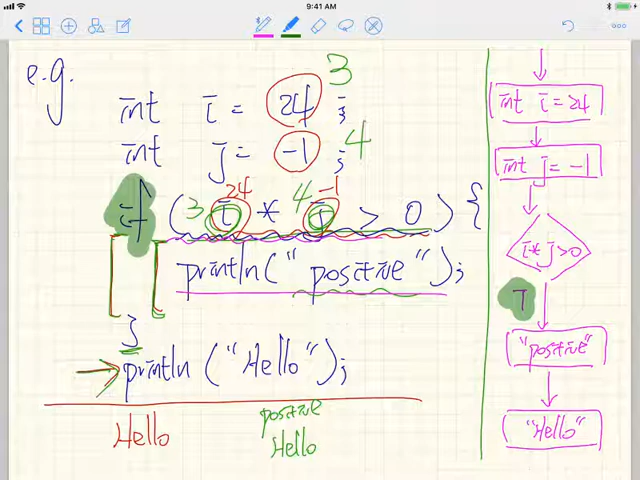 9:41 AM
e.g.
3
int i = 24 ;
int j = -1 ; 4
3 24 4 -1
if ( i * j > 0 ) {
println("positive");
}
println ("Hello");
Hello
positive
Hello
int i = 24
int j = -1
i * j > 0
T
"positive"
"Hello"